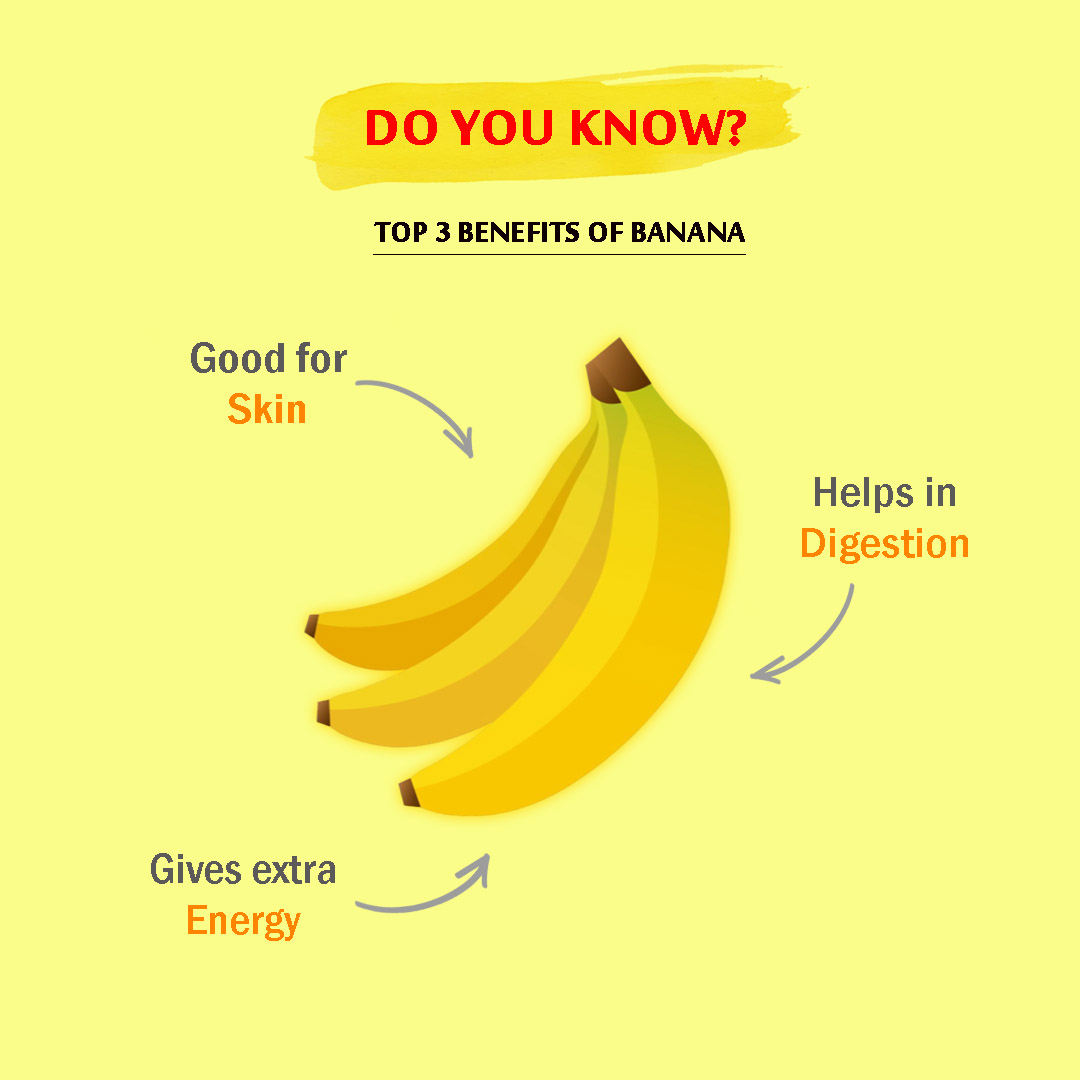 DO YOU KNOW?
TOP 3 BENEFITS OF BANANA
Good for
Skin
Helps in
Digestion
Gives extra
Energy